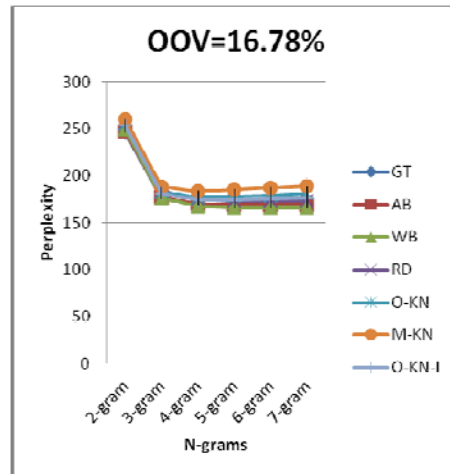 OOV=16.78%
300
250
200
150
100
50
0
Perplexity
2-gram
3-gram
4-gram
5-gram
6-gram
7-gram
N-grams
GT
AB
WB
RD
O-KN
M-KN
O-KN-I